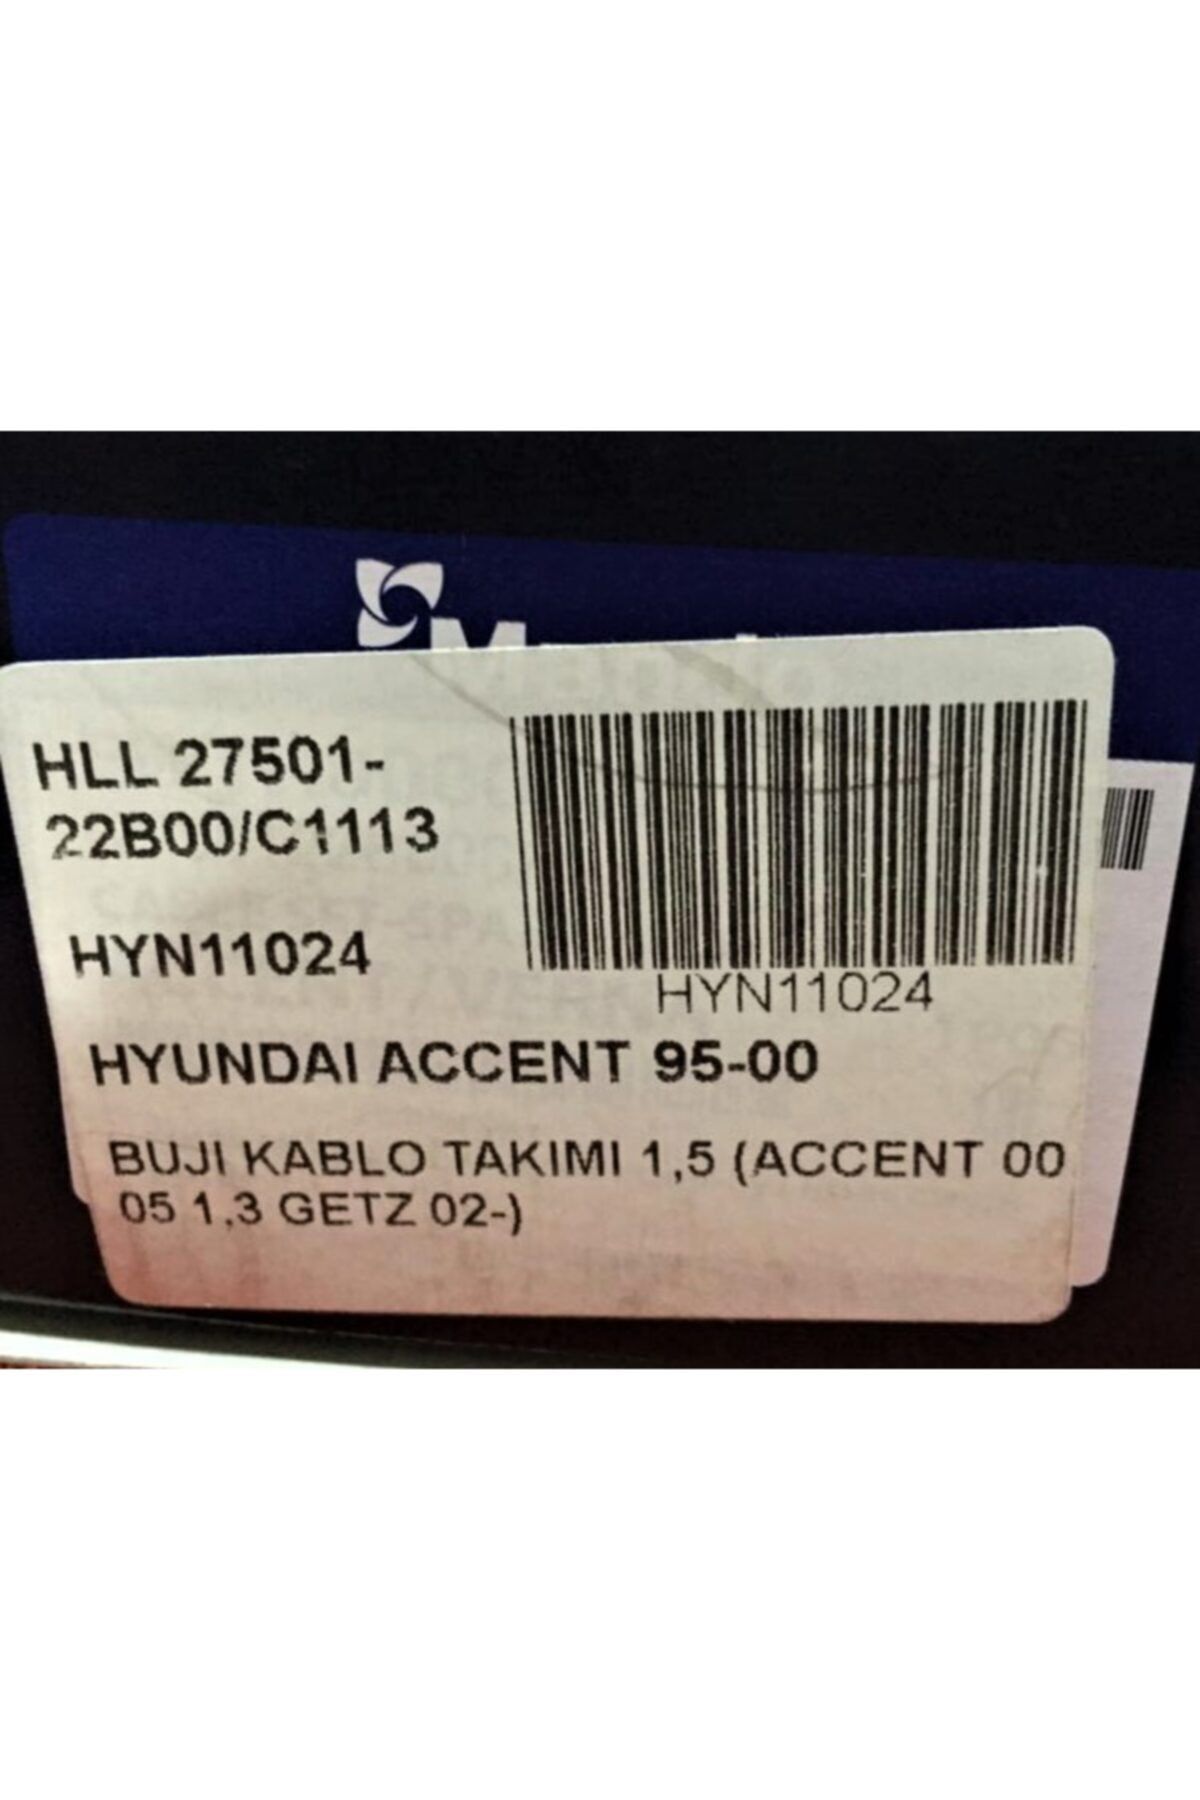 HLL 27501-
22B00/C1113
HYN11024
HYN11024
HYUNDAI ACCENT 95-00
BUJI KABLO TAKIMI 1,5 (ACCENT 00
05 1,3 GETZ 02-)